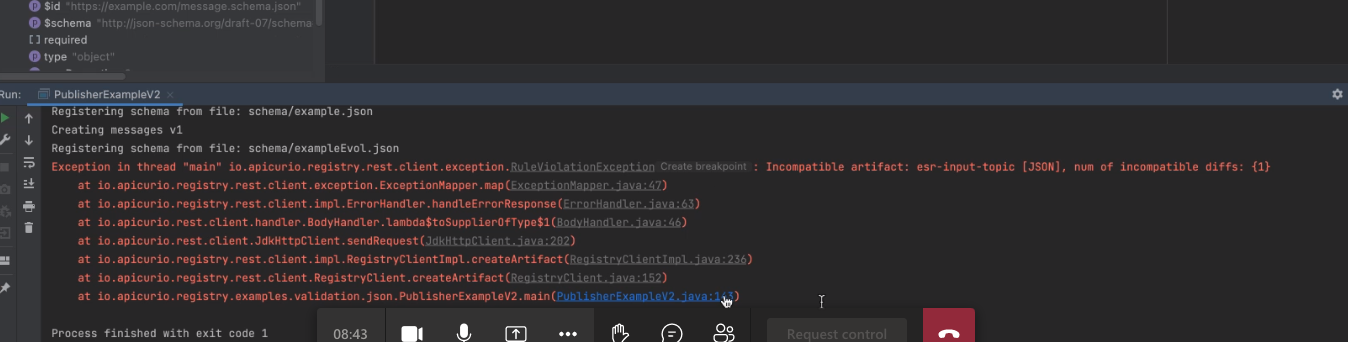 $id "https://example.com/message.schema.json"
$schema "http://json-schema.org/draft-07/schema
[] required
type "object"
Run: PublisherExampleV2 ×
Registering schema from file: schema/example.json
Creating messages v1
Registering schema from file: schema/exampleEvol.json
Exception in thread "main" io.apicurio.registry.rest.client.exception.RuleViolationException Create breakpoint : Incompatible artifact: esr-input-topic [JSON], num of incompatible diffs: {1}
at io.apicurio.registry.rest.client.exception.ExceptionMapper.map(ExceptionMapper.java:47)
at io.apicurio.registry.rest.client.impl.ErrorHandler.handleErrorResponse(ErrorHandler.java:63)
at io.apicurio.rest.client.handler.BodyHandler.lambda$toSupplierOfType$1(BodyHandler.java:46)
at io.apicurio.rest.client.JdkHttpClient.sendRequest(JdkHttpClient.java:202)
at io.apicurio.registry.rest.client.impl.RegistryClientImpl.createArtifact(RegistryClientImpl.java:236)
at io.apicurio.registry.rest.client.RegistryClient.createArtifact(RegistryClient.java:152)
at io.apicurio.registry.examples.validation.json.PublisherExampleV2.main(
Process finished with exit code 1
08:43
Request control